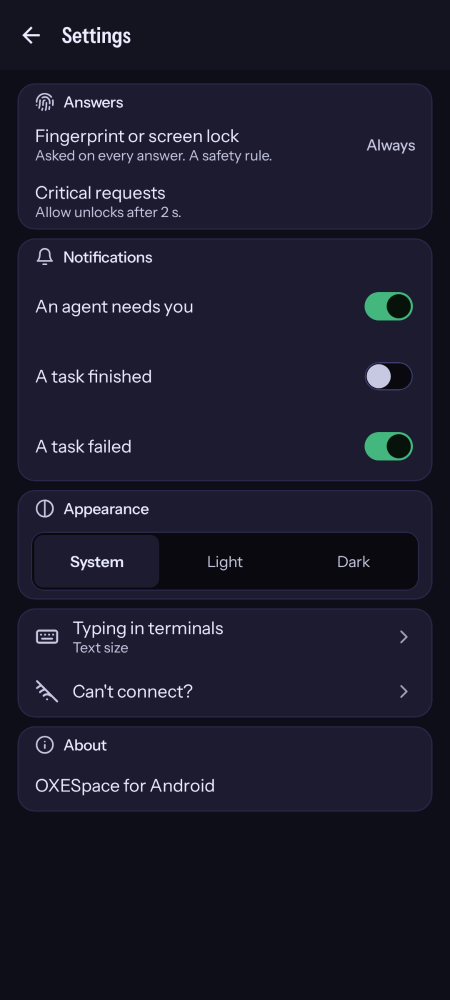 Settings
Answers
Fingerprint or screen lock
Asked on every answer. A safety rule.
Always
Critical requests
Allow unlocks after 2 s.
Notifications
An agent needs you
A task finished
A task failed
Appearance
System
Light
Dark
Typing in terminals
Text size
Can't connect?
About
OXESpace for Android